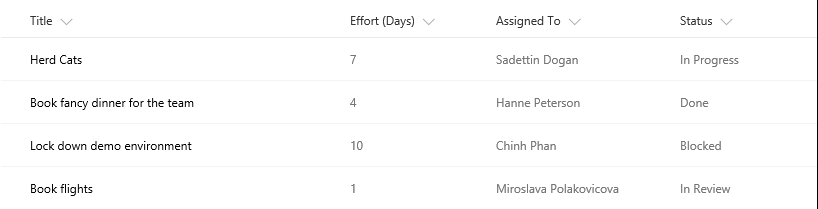 Title Effort (Days) Assigned To Status
Herd Cats 7 Sadettin Dogan In Progress
Book fancy dinner for the team 4 Hanne Peterson Done
Lock down demo environment 10 Chinh Phan Blocked
Book flights 1 Miroslava Polakovicova In Review